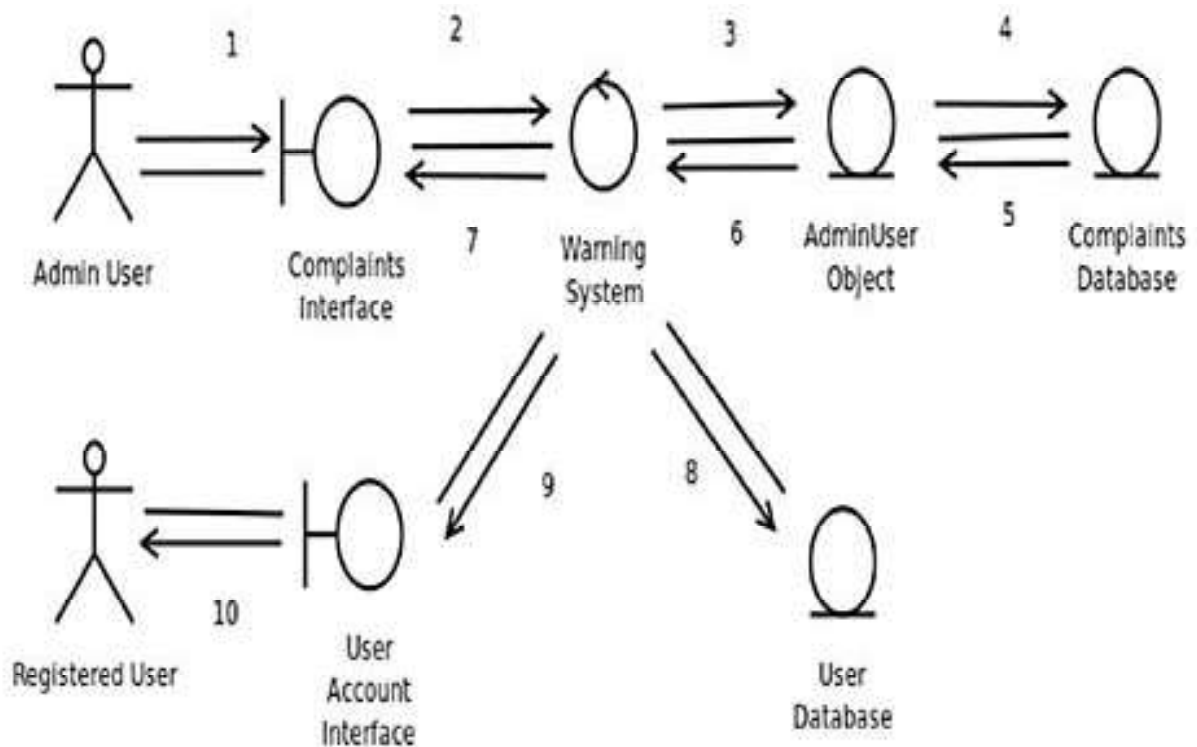 1
2
3
4
Admin User
Complaints
Interface
7
Warning
System
6
AdminUser
Object
5
Complaints
Database
9
8
10
Registered User
User
Account
Interface
User
Database